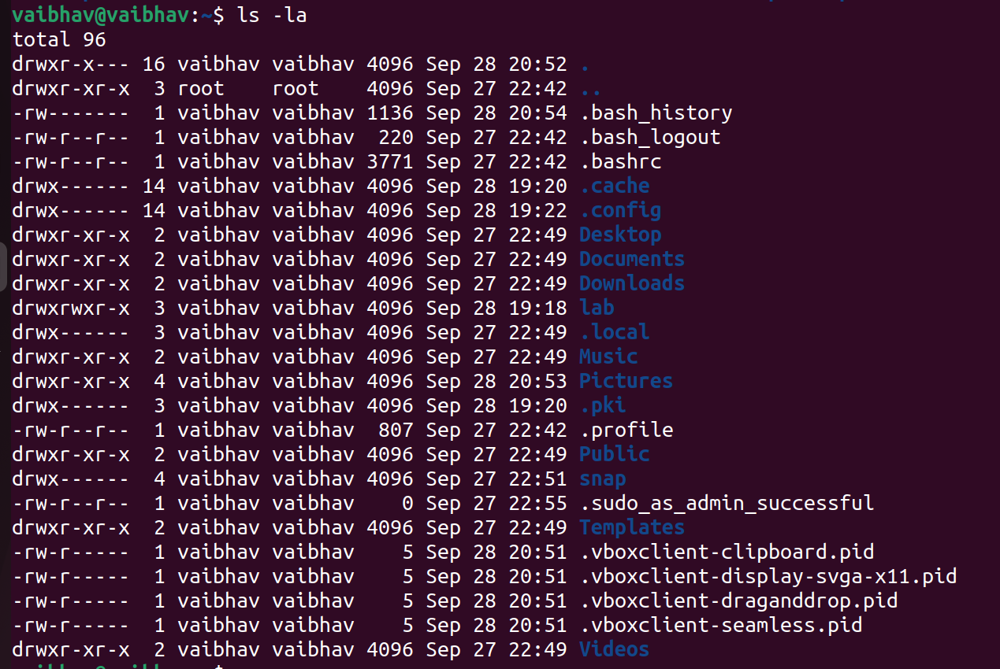 vaibhav@vaibhav:~$ ls -la
total 96
drwxr-x--- 16 vaibhav vaibhav 4096 Sep 28 20:52 .
drwxr-xr-x  3 root    root    4096 Sep 27 22:42 ..
-rw-------  1 vaibhav vaibhav 1136 Sep 28 20:54 .bash_history
-rw-r--r--  1 vaibhav vaibhav  220 Sep 27 22:42 .bash_logout
-rw-r--r--  1 vaibhav vaibhav 3771 Sep 27 22:42 .bashrc
drwx------ 14 vaibhav vaibhav 4096 Sep 28 19:20 .cache
drwx------ 14 vaibhav vaibhav 4096 Sep 28 19:22 .config
drwxr-xr-x  2 vaibhav vaibhav 4096 Sep 27 22:49 Desktop
drwxr-xr-x  2 vaibhav vaibhav 4096 Sep 27 22:49 Documents
drwxr-xr-x  2 vaibhav vaibhav 4096 Sep 27 22:49 Downloads
drwxrwxr-x  3 vaibhav vaibhav 4096 Sep 28 19:18 lab
drwx------  3 vaibhav vaibhav 4096 Sep 27 22:49 .local
drwxr-xr-x  2 vaibhav vaibhav 4096 Sep 27 22:49 Music
drwxr-xr-x  4 vaibhav vaibhav 4096 Sep 28 20:53 Pictures
drwx------  3 vaibhav vaibhav 4096 Sep 28 19:20 .pki
-rw-r--r--  1 vaibhav vaibhav  807 Sep 27 22:42 .profile
drwxr-xr-x  2 vaibhav vaibhav 4096 Sep 27 22:49 Public
drwx------  4 vaibhav vaibhav 4096 Sep 27 22:51 snap
-rw-r--r--  1 vaibhav vaibhav    0 Sep 27 22:55 .sudo_as_admin_successful
drwxr-xr-x  2 vaibhav vaibhav 4096 Sep 27 22:49 Templates
-rw-r-----  1 vaibhav vaibhav    5 Sep 28 20:51 .vboxclient-clipboard.pid
-rw-r-----  1 vaibhav vaibhav    5 Sep 28 20:51 .vboxclient-display-svga-x11.pid
-rw-r-----  1 vaibhav vaibhav    5 Sep 28 20:51 .vboxclient-draganddrop.pid
-rw-r-----  1 vaibhav vaibhav    5 Sep 28 20:51 .vboxclient-seamless.pid
drwxr-xr-x  2 vaibhav vaibhav 4096 Sep 27 22:49 Videos